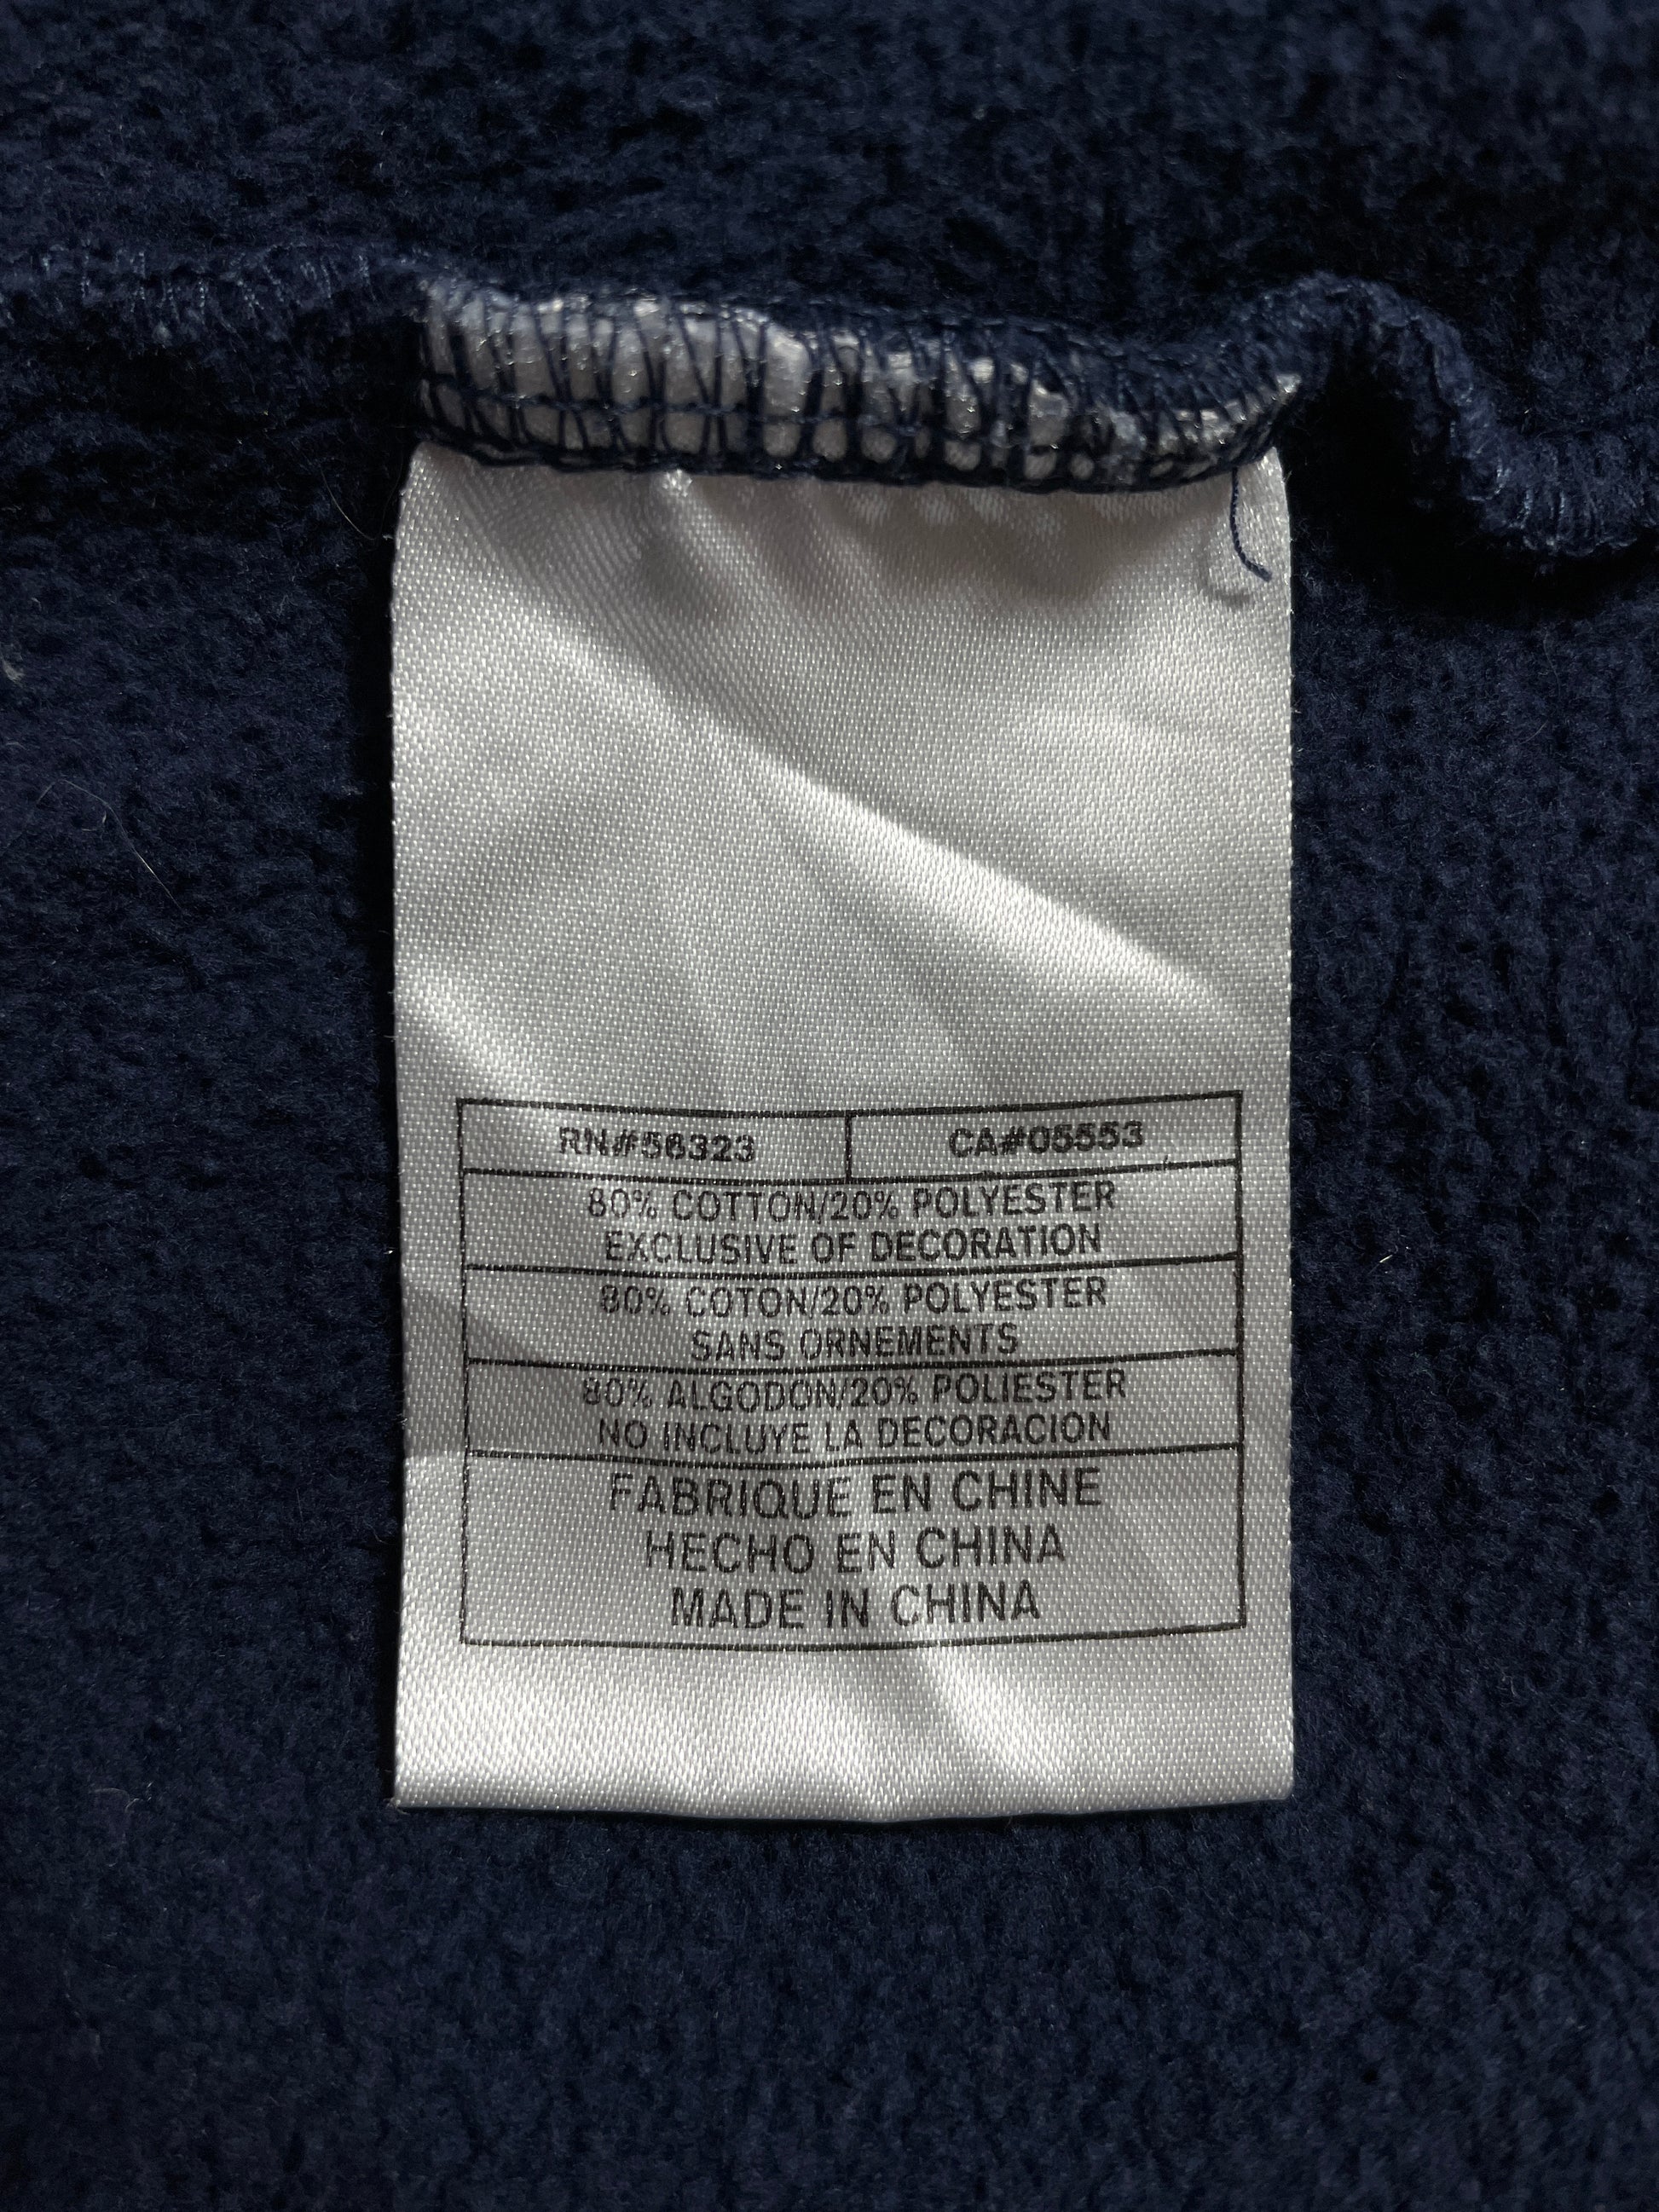 RN#56323 CA#05553
80% COTTON/20% POLYESTER
EXCLUSIVE OF DECORATION
80% COTON/20% POLYESTER
SANS ORNEMENTS
80% ALGODON/20% POLIESTER
NO INCLUYE LA DECORACION
FABRIQUE EN CHINE
HECHO EN CHINA
MADE IN CHINA